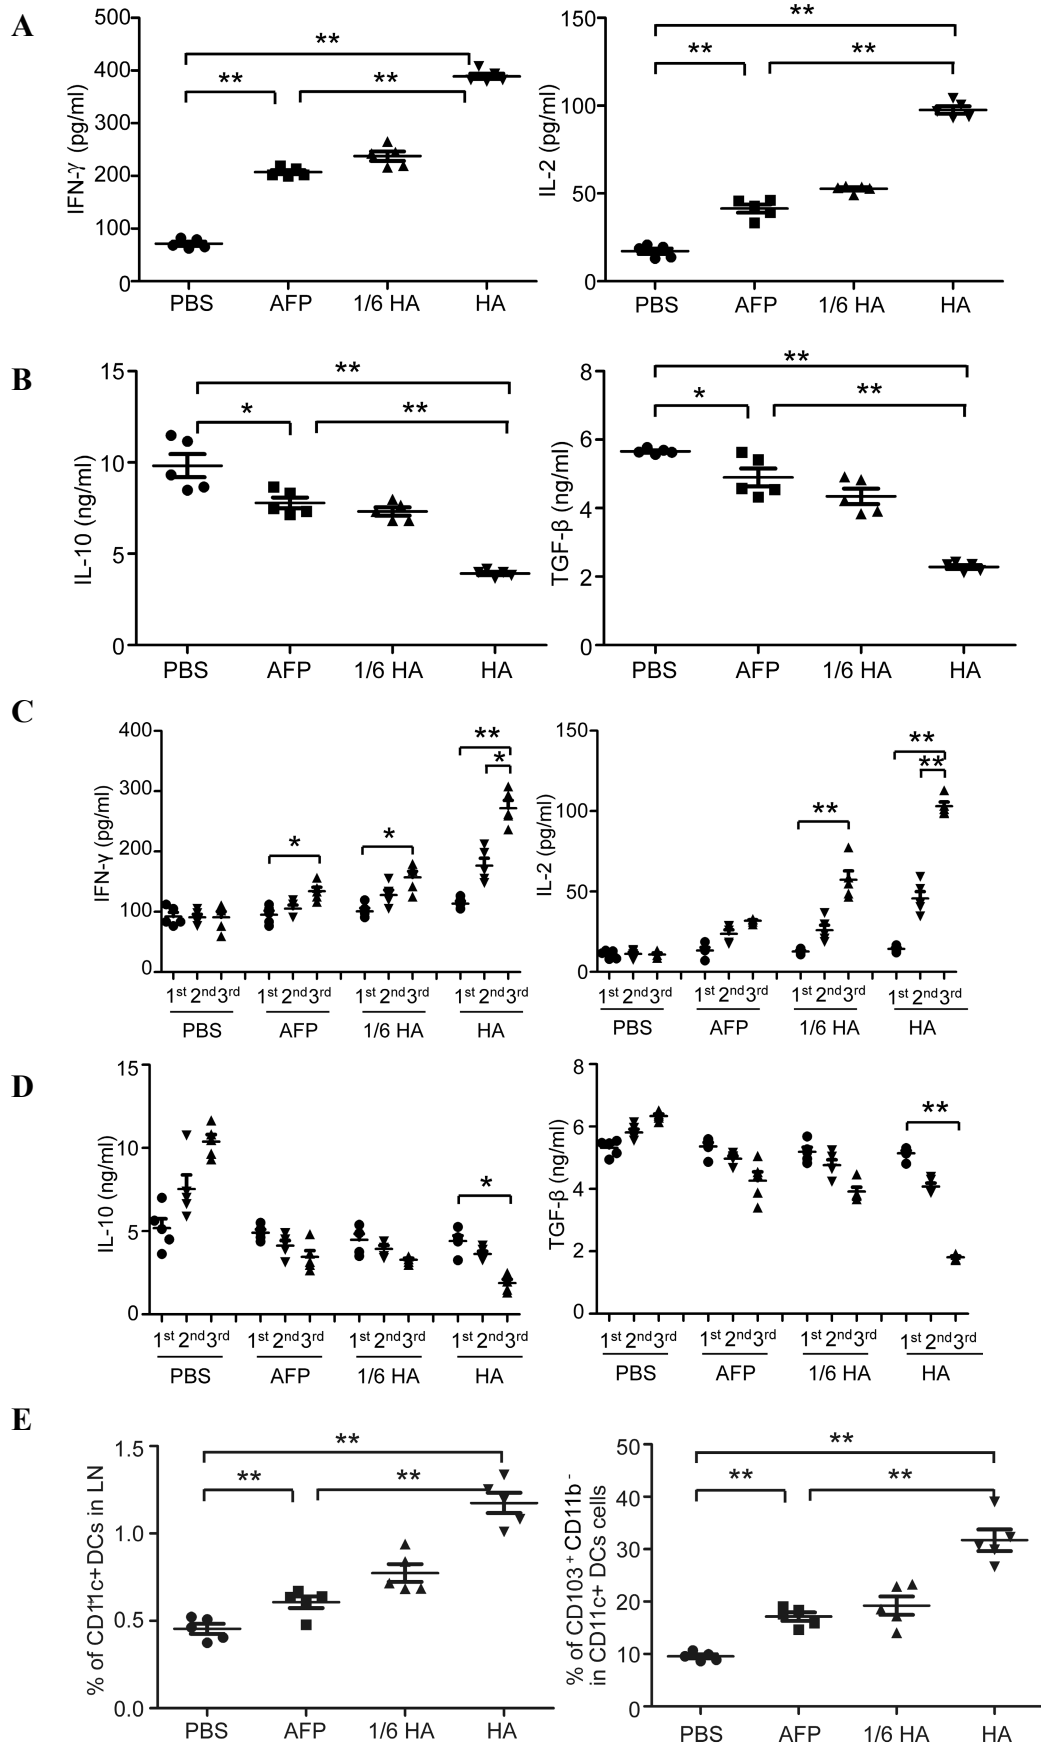 A
IFN-γ (pg/ml)
500
400
300
200
100
0
**
**
**
PBS
AFP
1/6 HA
HA
IL-2 (pg/ml)
150
100
50
0
**
**
**
PBS
AFP
1/6 HA
HA
B
IL-10 (ng/ml)
15
10
5
0
**
*
**
PBS
AFP
1/6 HA
HA
TGF-β (ng/ml)
8
6
4
2
0
**
*
**
PBS
AFP
1/6 HA
HA
C
IFN-γ (pg/ml)
400
300
200
100
0
*
*
**
*
1st 2nd 3rd
1st 2nd 3rd
1st 2nd 3rd
1st 2nd 3rd
PBS
AFP
1/6 HA
HA
IL-2 (pg/ml)
150
100
50
0
**
**
**
1st 2nd 3rd
1st 2nd 3rd
1st 2nd 3rd
1st 2nd 3rd
PBS
AFP
1/6 HA
HA
D
IL-10 (ng/ml)
15
10
5
0
*
1st 2nd 3rd
1st 2nd 3rd
1st 2nd 3rd
1st 2nd 3rd
PBS
AFP
1/6 HA
HA
TGF-β (ng/ml)
8
6
4
2
0
**
1st 2nd 3rd
1st 2nd 3rd
1st 2nd 3rd
1st 2nd 3rd
PBS
AFP
1/6 HA
HA
E
% of CD11c+DCs in LN
1.5
1.0
0.5
0.0
**
**
**
PBS
AFP
1/6 HA
HA
% of CD103+ CD11b-
in CD11c+ DCs cells
50
40
30
20
10
0
**
**
**
PBS
AFP
1/6 HA
HA